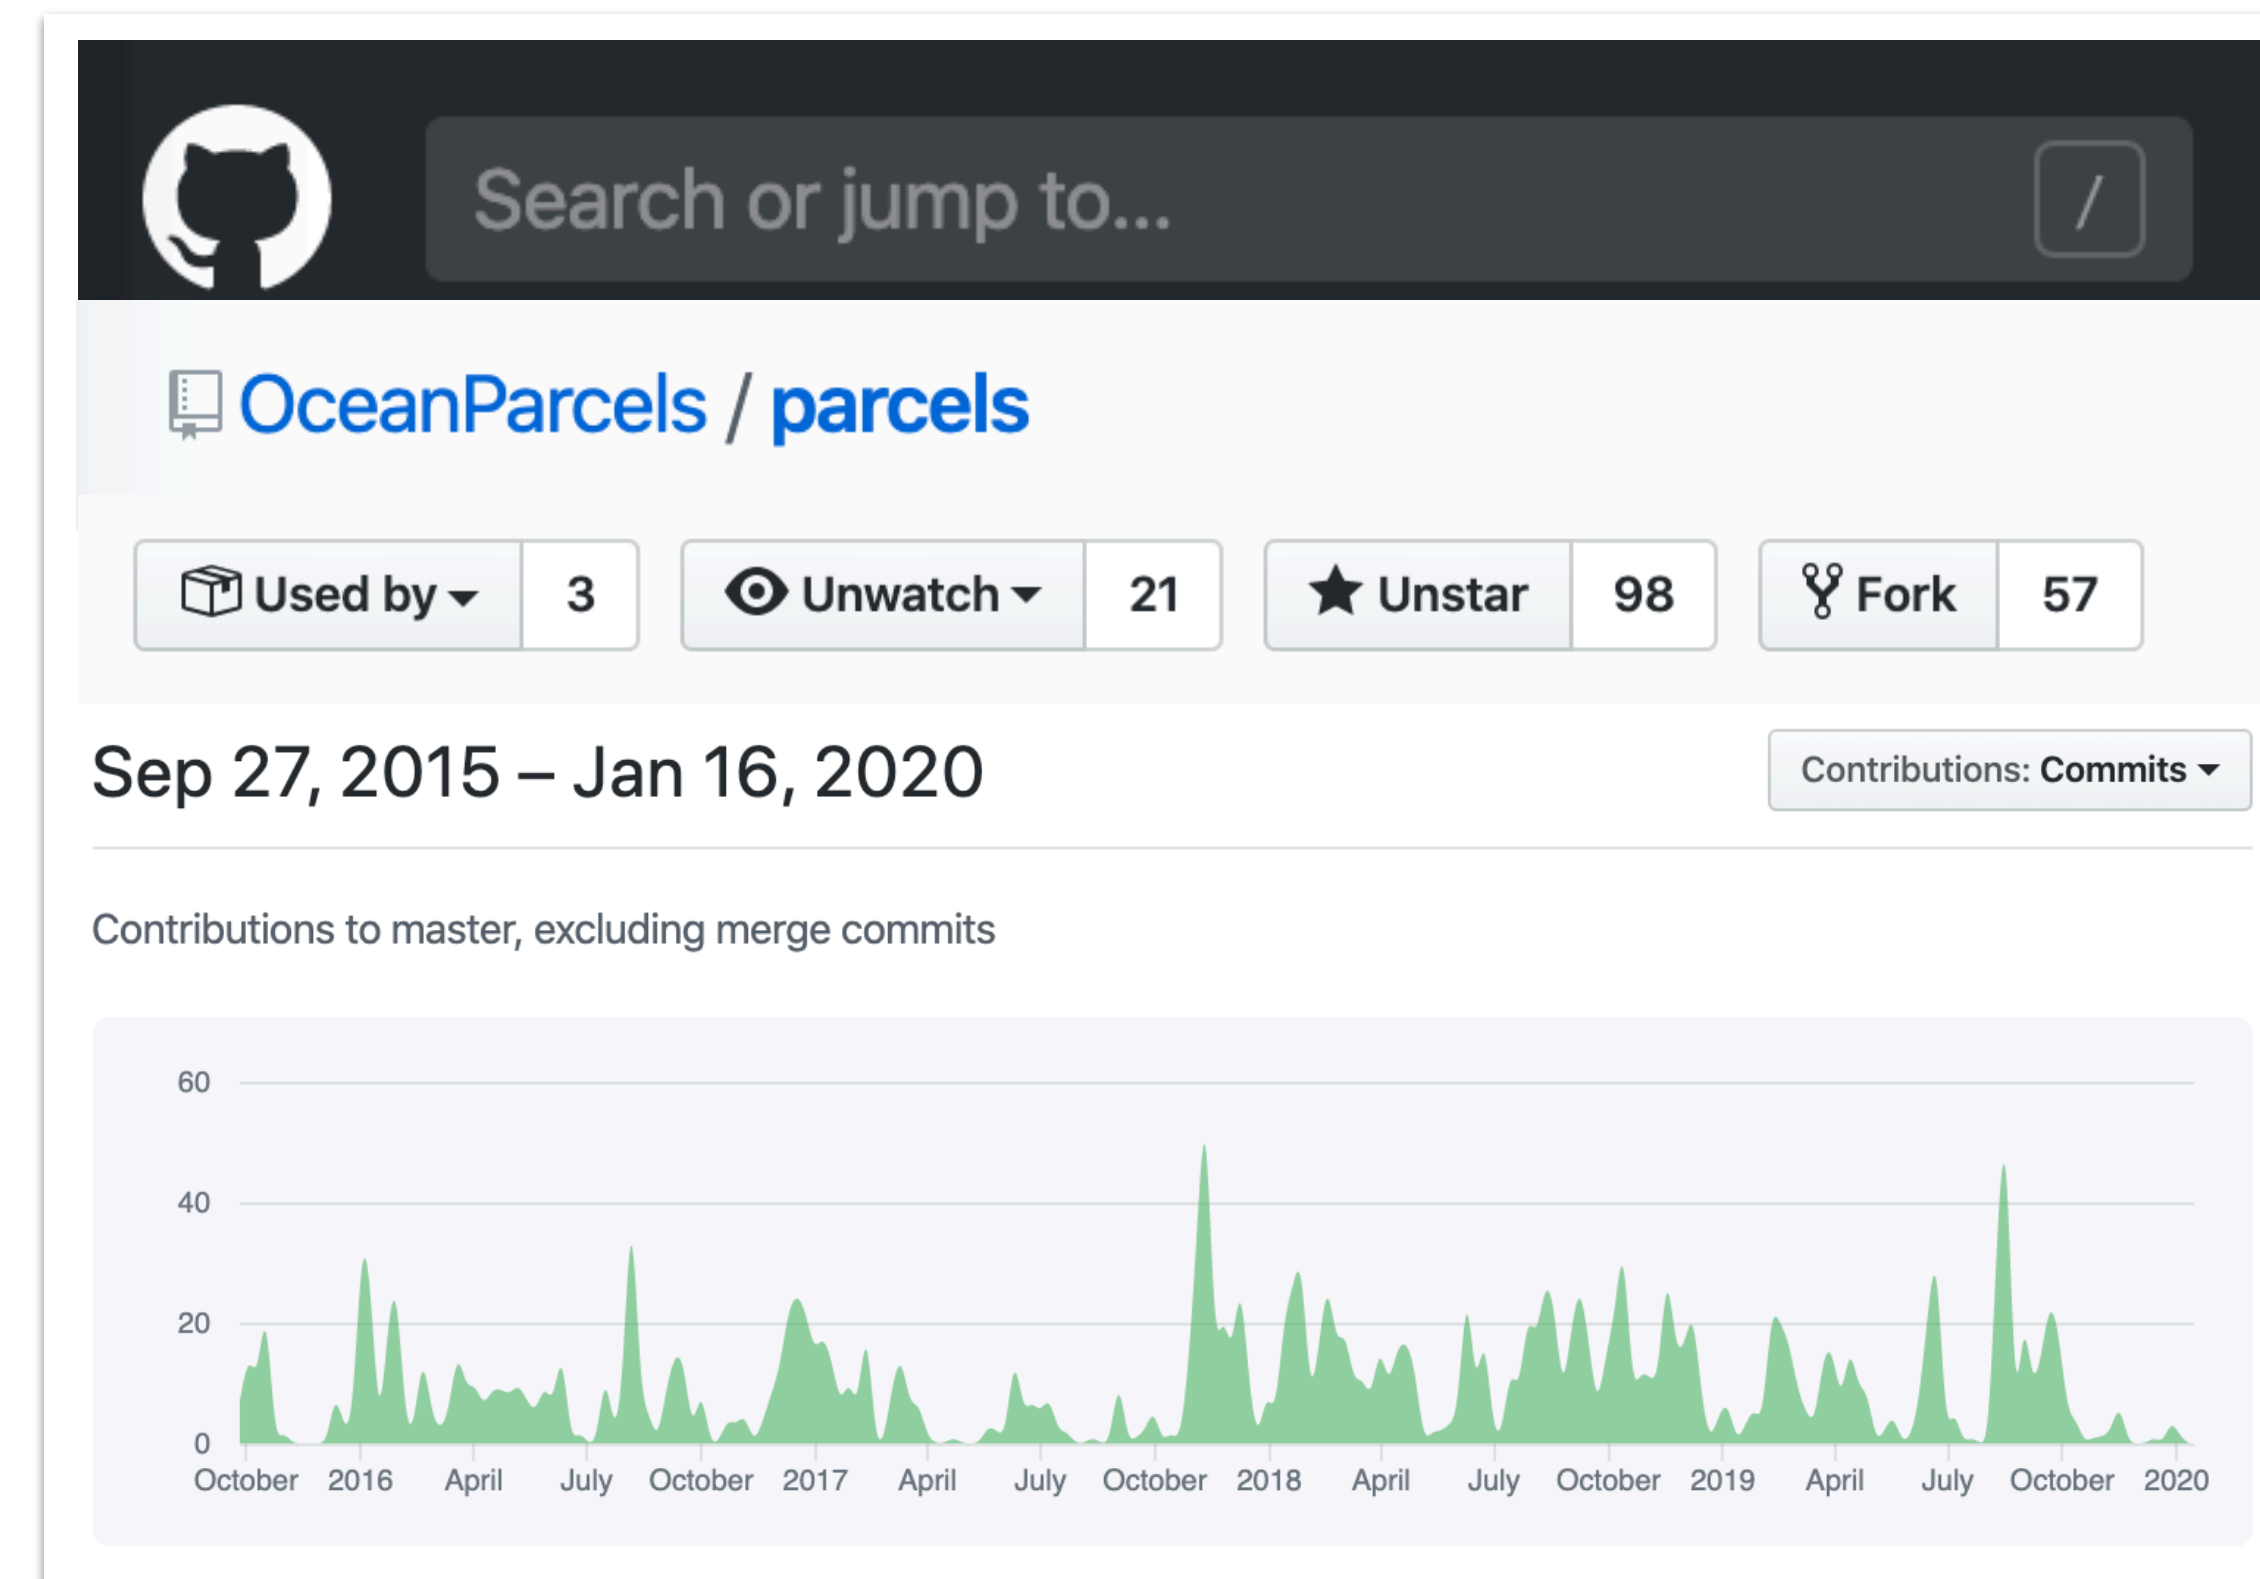 Search or jump to... /
OceanParcels / parcels
Used by 3 Unwatch 21 Unstar 98 Fork 57
Sep 27, 2015 – Jan 16, 2020 Contributions: Commits
Contributions to master, excluding merge commits
60
40
20
0
October 2016 April July October 2017 April July October 2018 April July October 2019 April July October 2020